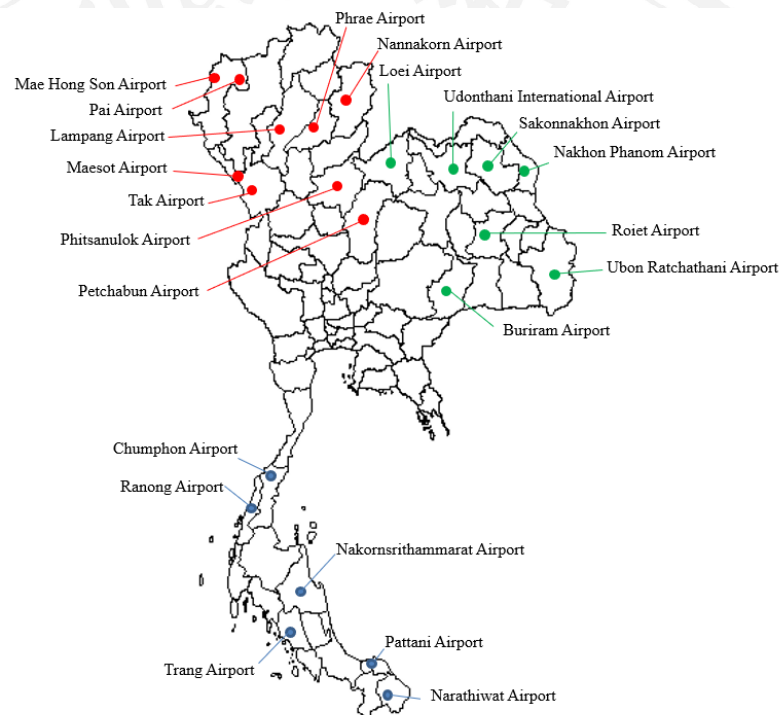 Phrae Airport
Nannakorn Airport
Loei Airport
Mae Hong Son Airport
Udonthani International Airport
Pai Airport
Sakonnakhon Airport
Lampang Airport
Nakhon Phanom Airport
Maesot Airport
Tak Airport
Roiet Airport
Phitsanulok Airport
Ubon Ratchathani Airport
Petchabun Airport
Buriram Airport
Chumphon Airport
Ranong Airport
Nakornsrithammarat Airport
Pattani Airport
Trang Airport
Narathiwat Airport